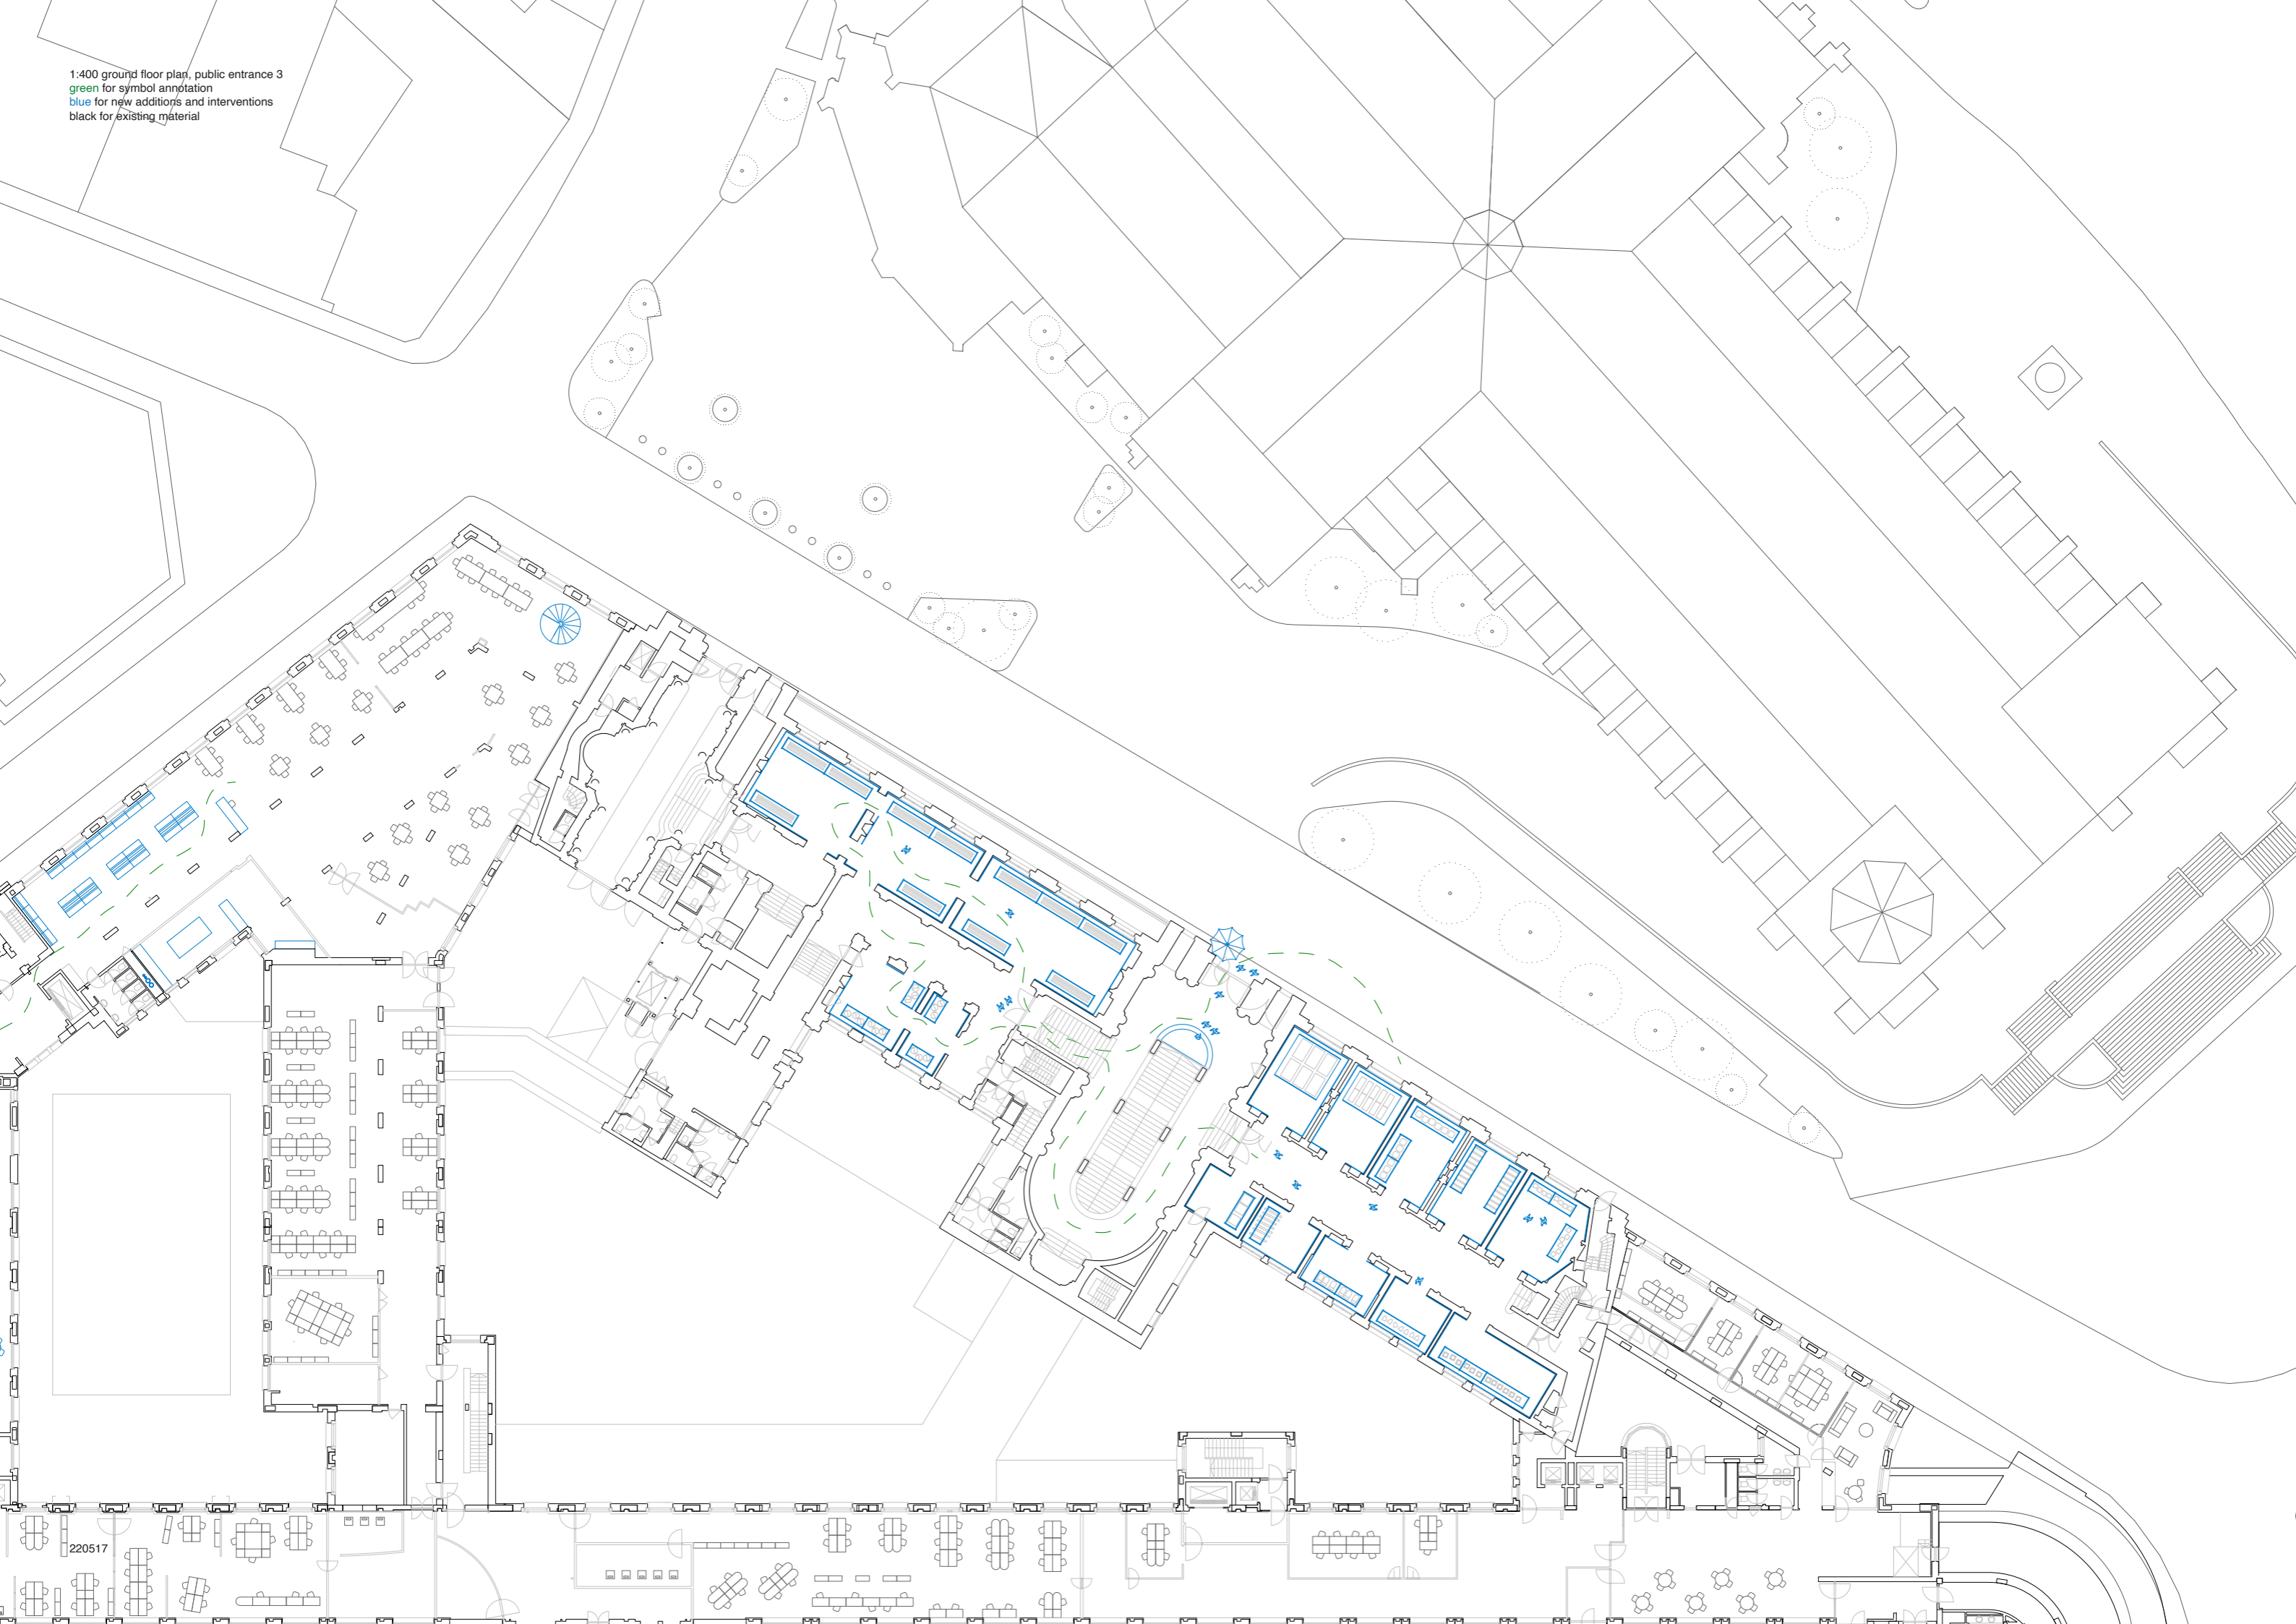 1:400 ground floor plan, public entrance 3
green for symbol annotation
blue for new additions and interventions
black for existing material
220517